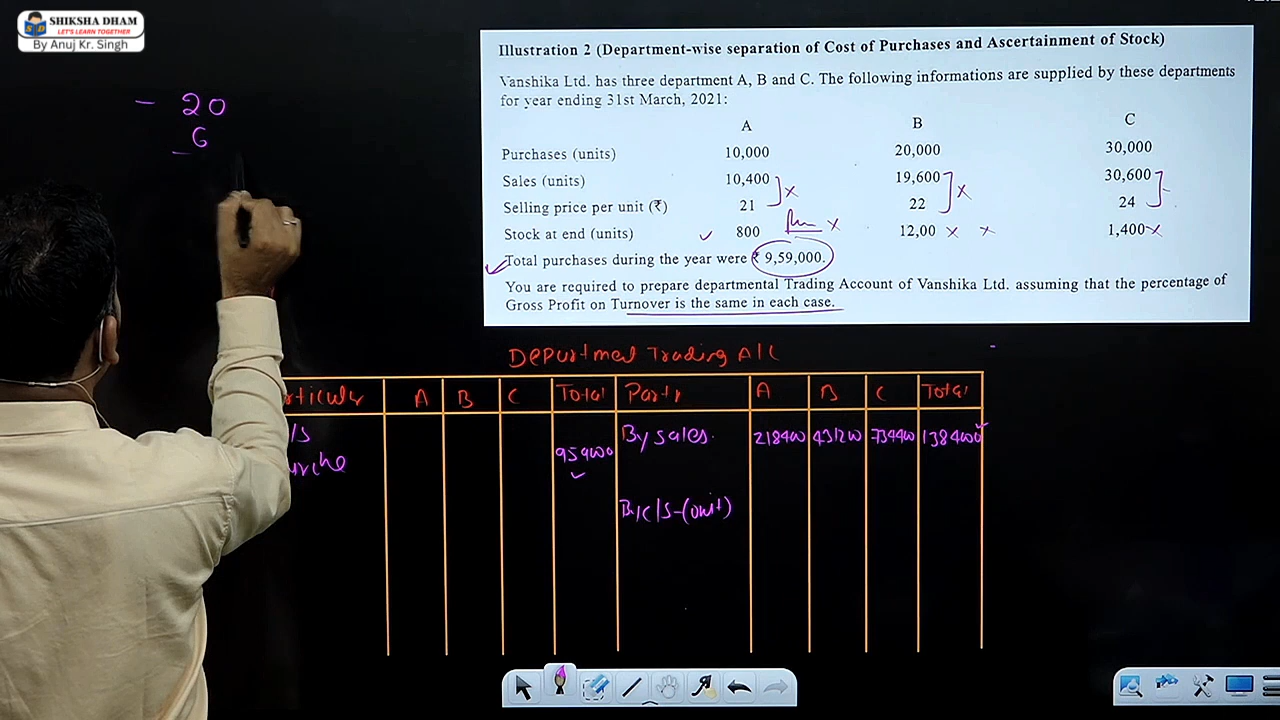 SHIKSHA DHAM
LET'S LEARN TOGETHER
By Anuj Kr. Singh
- 20
6
Illustration 2 (Department-wise separation of Cost of Purchases and Ascertainment of Stock)
Vanshika Ltd. has three department A, B and C. The following informations are supplied by these departments
for year ending 31st March, 2021:
A B C
Purchases (units) 10,000 20,000 30,000
Sales (units) 10,400 19,600 30,600
Selling price per unit (₹) 21 22 24
Stock at end (units) 800 12,00 1,400
Total purchases during the year were ₹ 9,59,000.
You are required to prepare departmental Trading Account of Vanshika Ltd. assuming that the percentage of
Gross Profit on Turnover is the same in each case.
Trading A/C
A B C Total A B C Total
By sales. 218400 431200 734400 1384000
959000
By C/S-(unit)